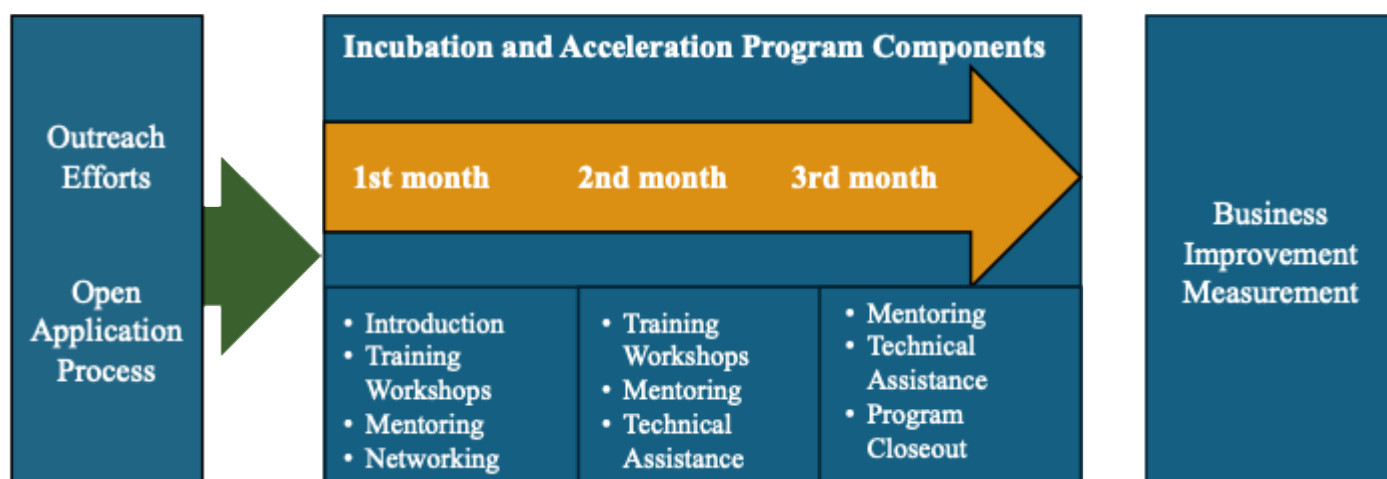 Outreach
Efforts
Open
Application
Process
Incubation and Acceleration Program Components
1st month
2nd month
3rd month
• Introduction
• Training
Workshops
• Mentoring
• Networking
• Training
Workshops
• Mentoring
• Technical
Assistance
• Mentoring
• Technical
Assistance
• Program
Closeout
Business
Improvement
Measurement